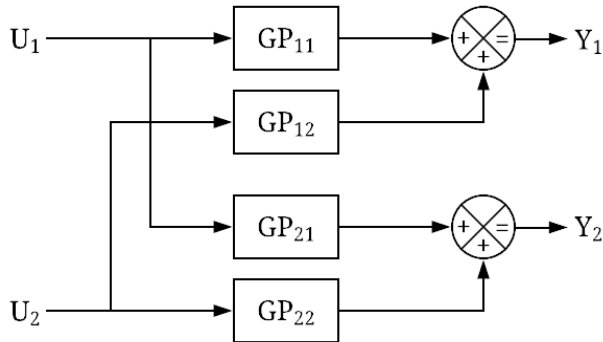 U₁ GP₁₁ + = + Y₁
GP₁₂
GP₂₁ + = + Y₂
U₂ GP₂₂